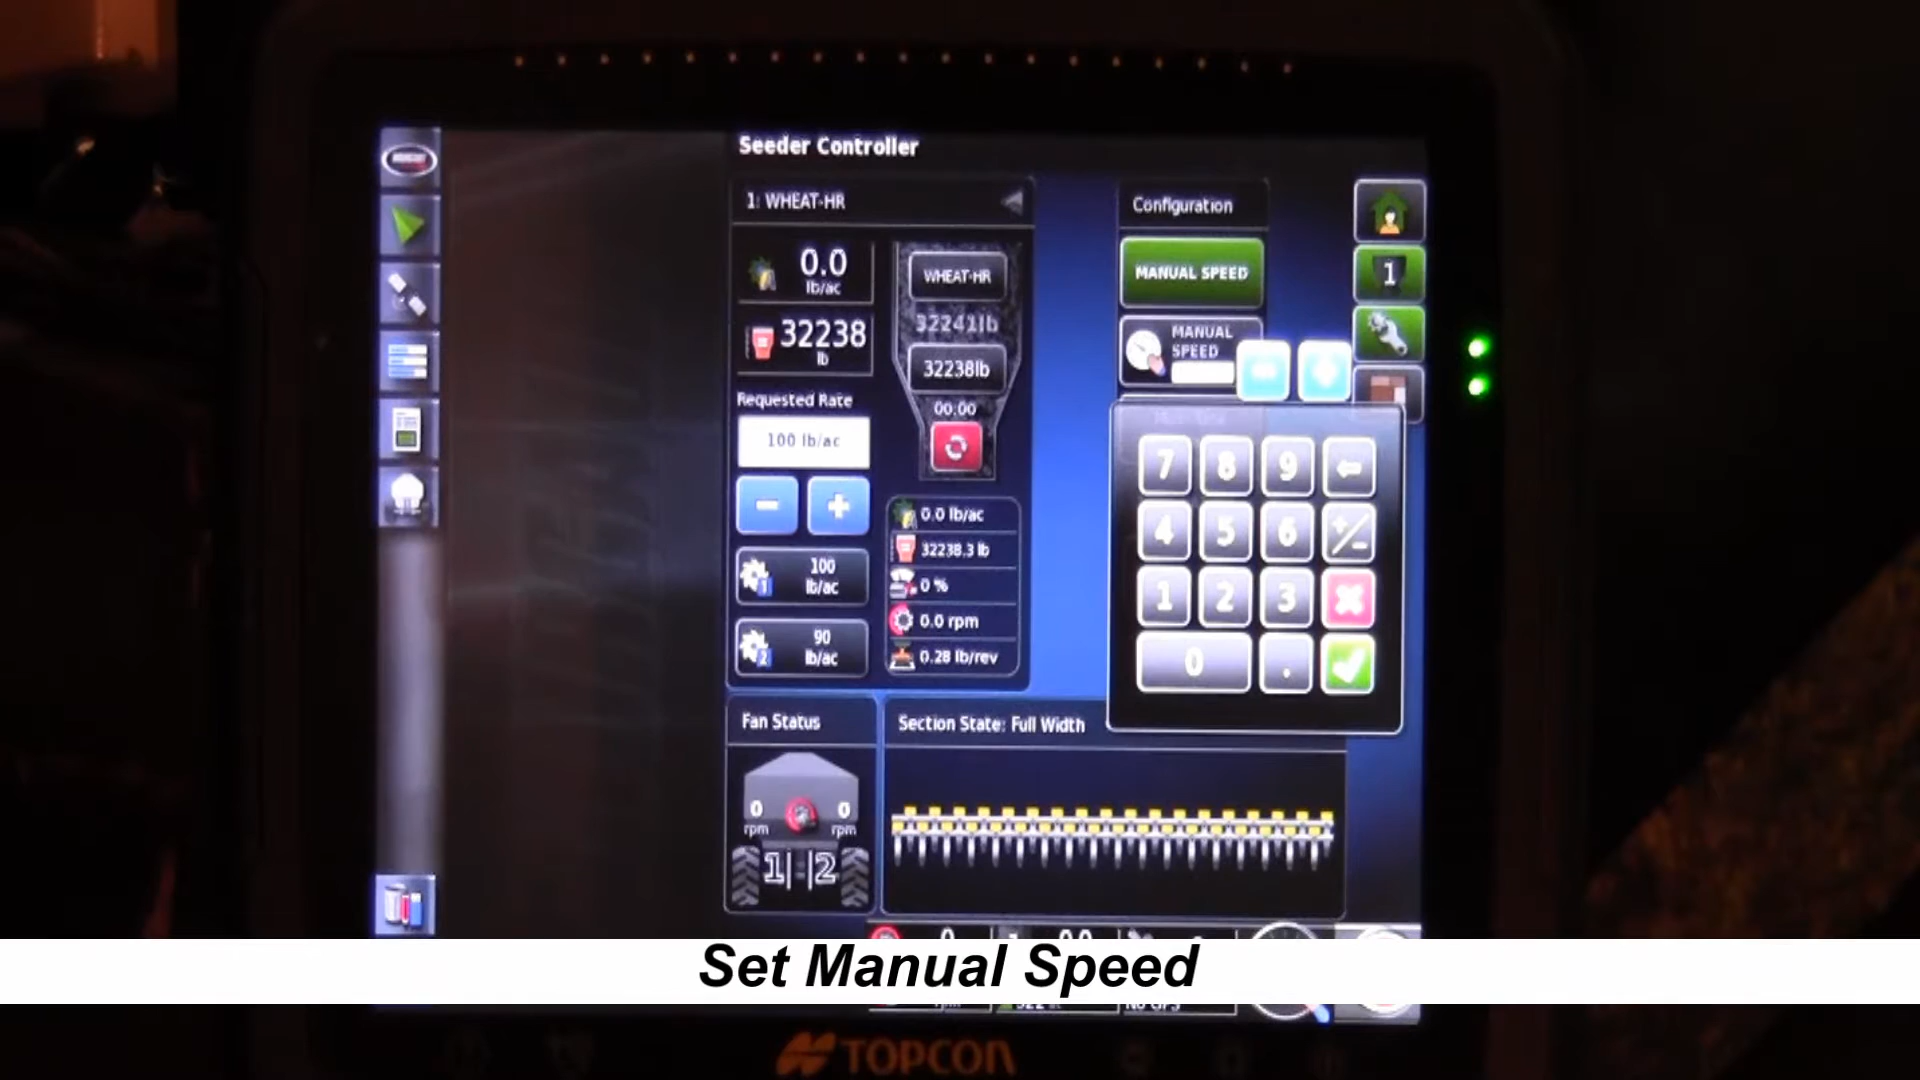 Seeder Controller
1: WHEAT-HR
0.0
lb/ac
32238
lb
Requested Rate
100 lb/ac
100
lb/ac
1
90
lb/ac
2
WHEAT-HR
32241lb
32238lb
00.00
0.0 lb/ac
32238.3 lb
0 %
0.0 rpm
0.28 lb/rev
Configuration
MANUAL SPEED
MANUAL
SPEED
1
7 8 9
4 5 6 +/-
1 2 3
0 .
Fan Status
0 0
rpm rpm
1 2
Section State: Full Width
Set Manual Speed
TOPCON